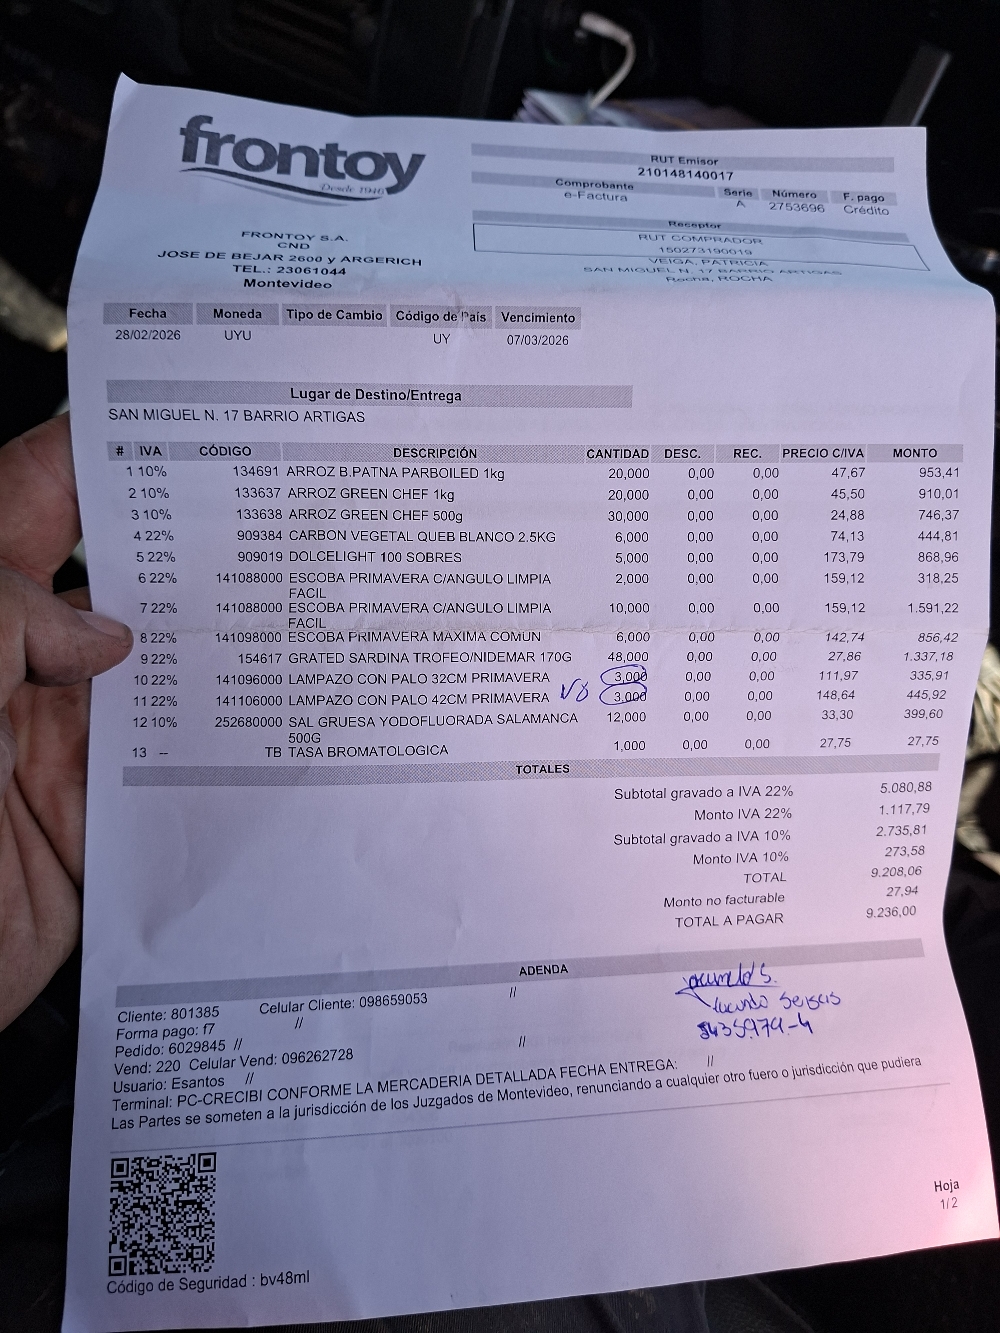 frontoy
Desde 1946
FRONTOY S.A.
CND
JOSE DE BEJAR 2600 y ARGERICH
TEL.: 23061044
Montevideo
RUT Emisor
210148140017
Comprobante Serie Número F. pago
e-Factura A 2753696 Crédito
Receptor
RUT COMPRADOR
150273190019
VEIGA, PATRICIA
SAN MIGUEL N. 17 BARRIO ARTIGAS
Rocha, ROCHA
Fecha Moneda Tipo de Cambio Código de País Vencimiento
28/02/2026 UYU UY 07/03/2026
Lugar de Destino/Entrega
SAN MIGUEL N. 17 BARRIO ARTIGAS
# IVA CÓDIGO DESCRIPCIÓN CANTIDAD DESC. REC. PRECIO C/IVA MONTO
1 10% 134691 ARROZ B.PATNA PARBOILED 1kg 20,000 0,00 0,00 47,67 953,41
2 10% 133637 ARROZ GREEN CHEF 1kg 20,000 0,00 0,00 45,50 910,01
3 10% 133638 ARROZ GREEN CHEF 500g 30,000 0,00 0,00 24,88 746,37
4 22% 909384 CARBON VEGETAL QUEB BLANCO 2.5KG 6,000 0,00 0,00 74,13 444,81
5 22% 909019 DOLCELIGHT 100 SOBRES 5,000 0,00 0,00 173,79 868,96
6 22% 141088000 ESCOBA PRIMAVERA C/ANGULO LIMPIA 2,000 0,00 0,00 159,12 318,25
FACIL
7 22% 141088000 ESCOBA PRIMAVERA C/ANGULO LIMPIA 10,000 0,00 0,00 159,12 1.591,22
FACIL
8 22% 141098000 ESCOBA PRIMAVERA MAXIMA COMUN 6,000 0,00 0,00 142,74 856,42
9 22% 154617 GRATED SARDINA TROFEO/NIDEMAR 170G 48,000 0,00 0,00 27,86 1.337,18
10 22% 141096000 LAMPAZO CON PALO 32CM PRIMAVERA 3,000 0,00 0,00 111,97 335,91
11 22% 141106000 LAMPAZO CON PALO 42CM PRIMAVERA 3,000 0,00 0,00 148,64 445,92
12 10% 252680000 SAL GRUESA YODOFLUORADA SALAMANCA 12,000 0,00 0,00 33,30 399,60
500G
13 -- TB TASA BROMATOLOGICA 1,000 0,00 0,00 27,75 27,75
TOTALES
Subtotal gravado a IVA 22% 5.080,88
Monto IVA 22% 1.117,79
Subtotal gravado a IVA 10% 2.735,81
Monto IVA 10% 273,58
TOTAL 9.208,06
Monto no facturable 27,94
TOTAL A PAGAR 9.236,00
ADENDA
Cliente: 801385 Celular Cliente: 098659053 //
Forma pago: f7 //
Pedido: 6029845 //
Vend: 220 Celular Vend: 096262728 //
Usuario: Esantos //
Terminal: PC-CRECIBI CONFORME LA MERCADERIA DETALLADA FECHA ENTREGA: //
Las Partes se someten a la jurisdicción de los Juzgados de Montevideo, renunciando a cualquier otro fuero o jurisdicción que pudiera
Código de Seguridad : bv48ml
Hoja
1/2